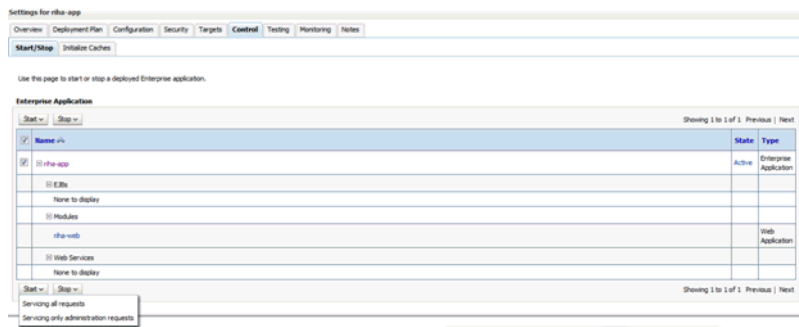 Settings for riha-app
Overview Deployment Plan Configuration Security Targets Control Testing Monitoring Notes
Start/Stop Initialize Caches
Use this page to start or stop a deployed Enterprise application.
Enterprise Application
Start Stop Showing 1 to 1 of 1 Previous | Next
Name State Type
riha-app Active Enterprise Application
EJBs
None to display
Modules
riha-web Web Application
Web Services
None to display
Start Stop Showing 1 to 1 of 1 Previous | Next
Servicing all requests
Servicing only administration requests